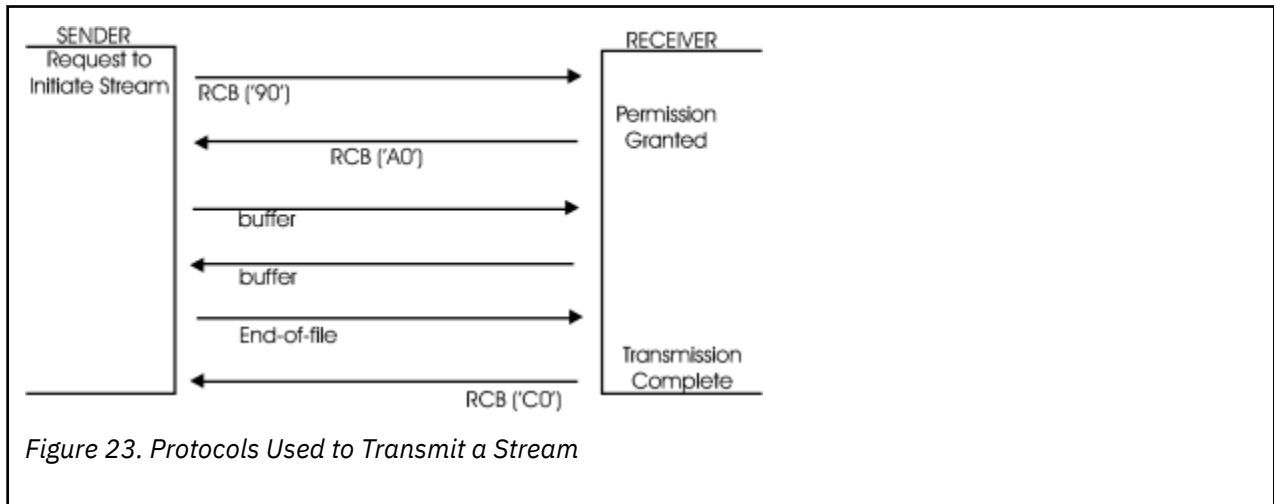 SENDER
Request to
Initiate Stream
RECEIVER
RCB ('90')
Permission
Granted
RCB ('A0')
buffer
buffer
End-of-file
Transmission
Complete
RCB ('C0')
Figure 23. Protocols Used to Transmit a Stream